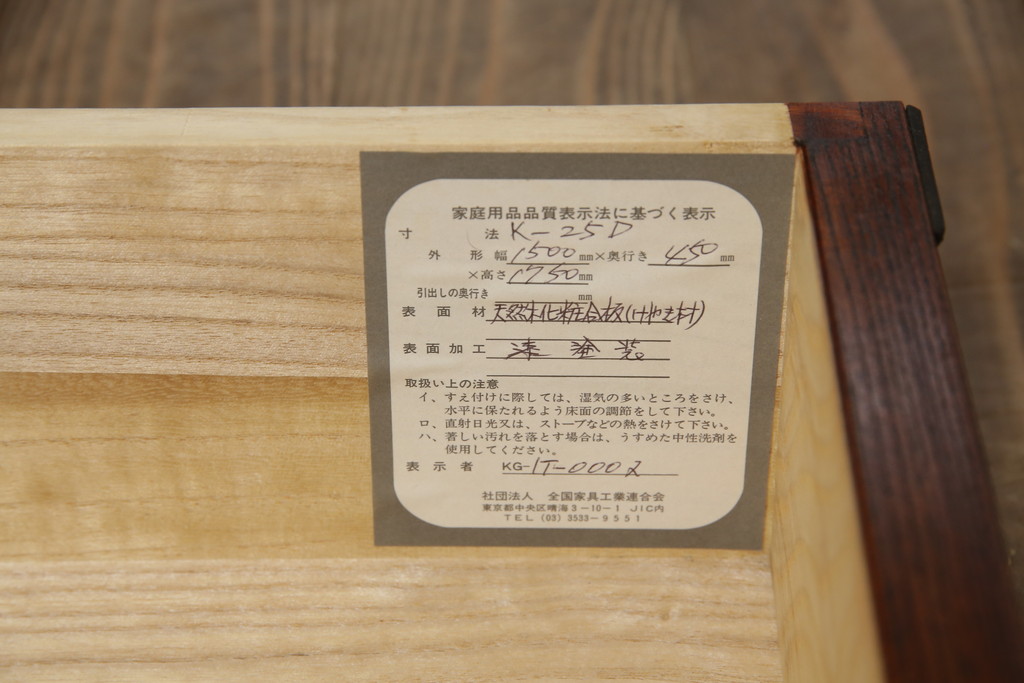 家庭用品品質表示法に基づく表示
寸法 K-25D
外形 幅 1500 mm×奥行き 450 mm
×高さ 1750 mm
引出しの奥行き mm
表面材 天然木化粧合板(けやき材)
表面加工 漆塗装
取扱い上の注意
イ、すえ付けに際しては、湿気の多いところをさけ、
水平に保たれるよう床面の調節をして下さい。
ロ、直射日光又は、ストーブなどの熱をさけて下さい。
ハ、著しい汚れを落とす場合は、うすめた中性洗剤を
使用してください。
表示者 KG-IT-0002
社団法人 全国家具工業連合会
東京都中央区晴海3-10-1 JIC内
TEL(03)3533-9551